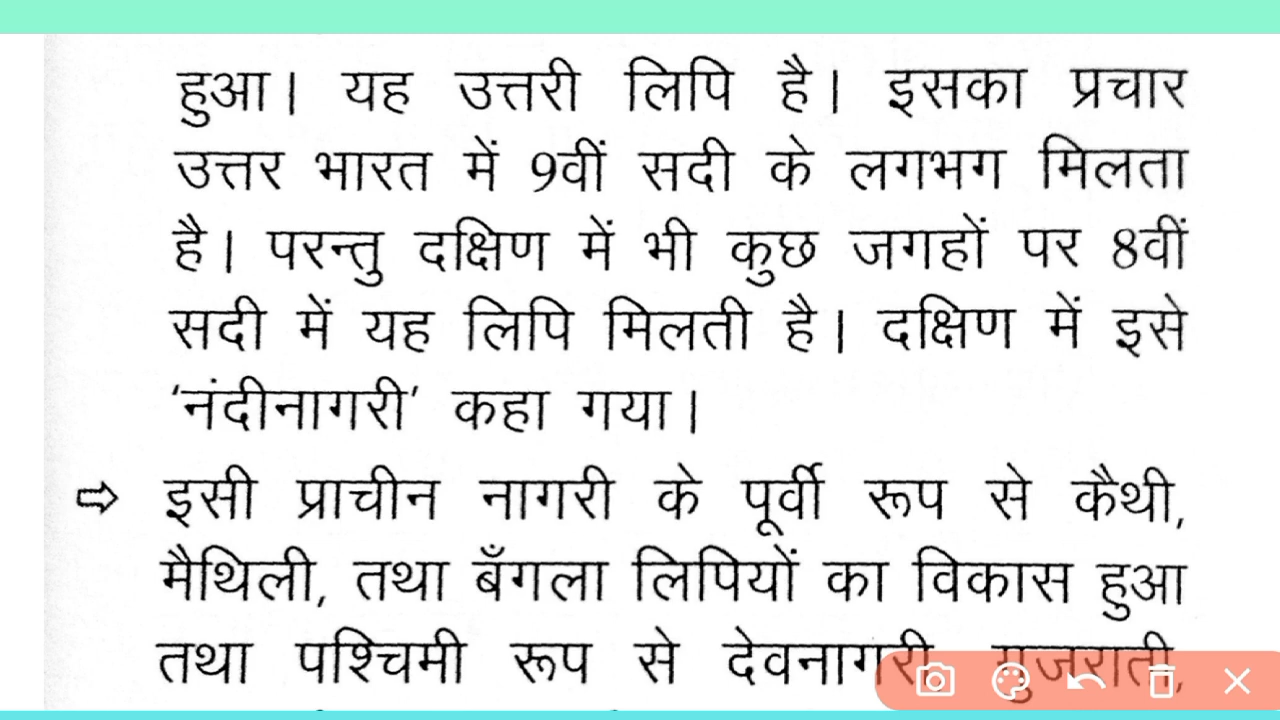 हुआ। यह उत्तरी लिपि है। इसका प्रचार
उत्तर भारत में 9वीं सदी के लगभग मिलता
है। परन्तु दक्षिण में भी कुछ जगहों पर 8वीं
सदी में यह लिपि मिलती है। दक्षिण में इसे
'नंदीनागरी' कहा गया।
⇨ इसी प्राचीन नागरी के पूर्वी रूप से कैथी,
मैथिली, तथा बँगला लिपियों का विकास हुआ
तथा पश्चिमी रूप से देवनागरी, गुजराती,